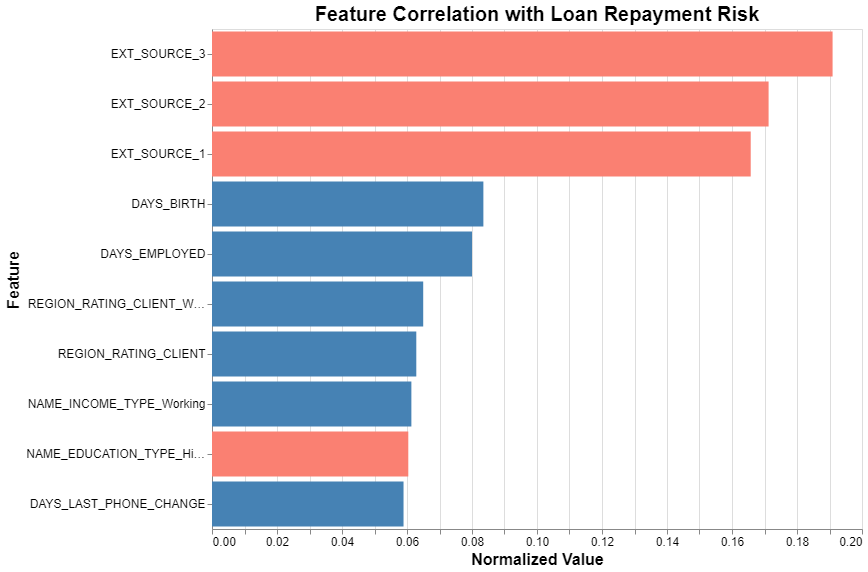 Feature Correlation with Loan Repayment Risk
EXT_SOURCE_3
EXT_SOURCE_2
EXT_SOURCE_1
DAYS_BIRTH
DAYS_EMPLOYED
REGION_RATING_CLIENT_W…
REGION_RATING_CLIENT
NAME_INCOME_TYPE_Working
NAME_EDUCATION_TYPE_Hi…
DAYS_LAST_PHONE_CHANGE
Feature
0.00 0.02 0.04 0.06 0.08 0.10 0.12 0.14 0.16 0.18 0.20
Normalized Value